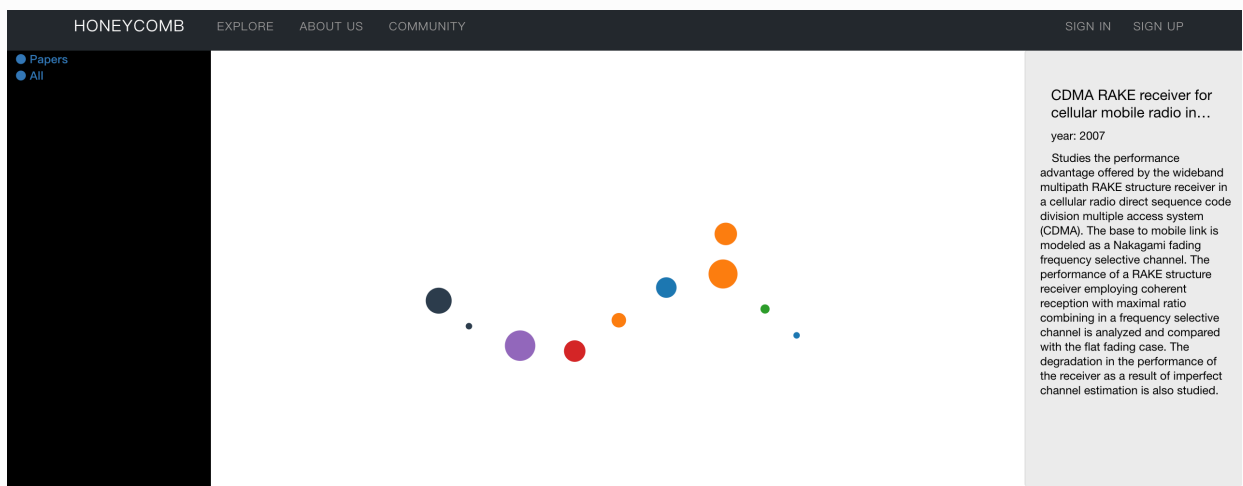 HONEYCOMB EXPLORE ABOUT US COMMUNITY SIGN IN SIGN UP
Papers
All
CDMA RAKE receiver for
cellular mobile radio in…
year: 2007
Studies the performance
advantage offered by the wideband
multipath RAKE structure receiver in
a cellular radio direct sequence code
division multiple access system
(CDMA). The base to mobile link is
modeled as a Nakagami fading
frequency selective channel. The
performance of a RAKE structure
receiver employing coherent
reception with maximal ratio
combining in a frequency selective
channel is analyzed and compared
with the flat fading case. The
degradation in the performance of
the receiver as a result of imperfect
channel estimation is also studied.